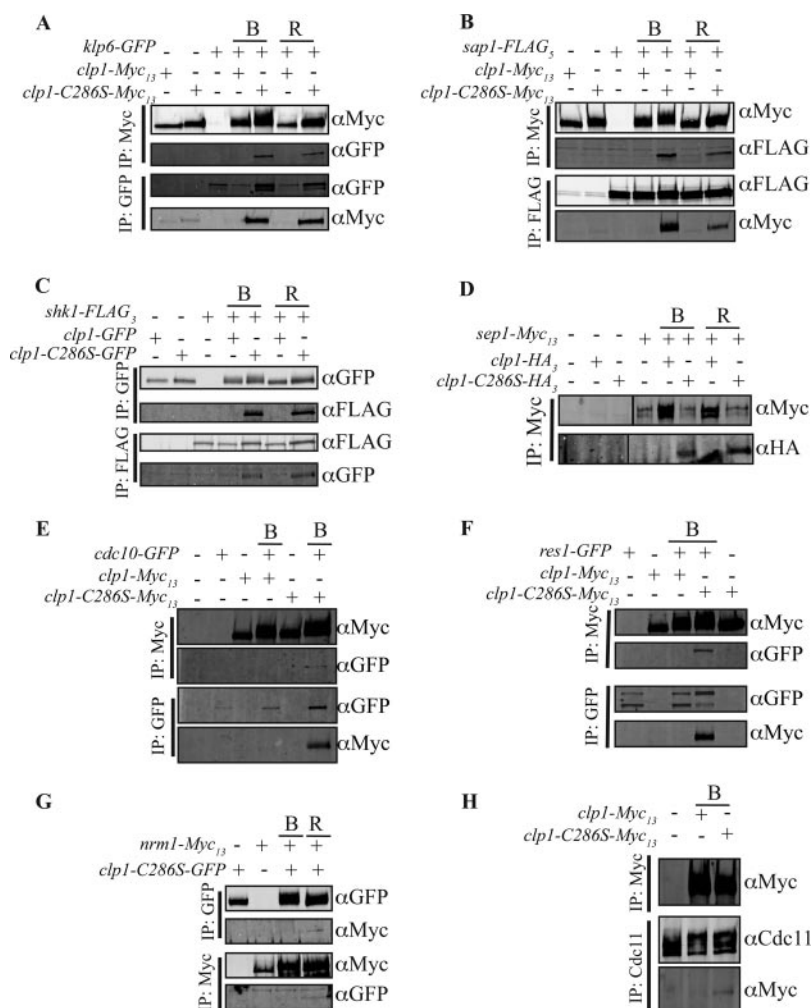 A
B R
klp6-GFP - - + + + + +
clp1-Myc13 + - - + - + -
clp1-C286S-Myc13 - + - - + - +
IP: Myc
αMyc
αGFP
IP: GFP
αGFP
αMyc
B
B R
sap1-FLAG5 - - + + + + +
clp1-Myc13 + - - + - + -
clp1-C286S-Myc13 - + - - + - +
IP: Myc
αMyc
αFLAG
IP: FLAG
αFLAG
αMyc
C
B R
shk1-FLAG3 - - + + + + +
clp1-GFP + - - + - + -
clp1-C286S-GFP - + - - + - +
IP: GFP
αGFP
αFLAG
IP: FLAG
αFLAG
αGFP
D
B R
sep1-Myc13 - - - + + + + +
clp1-HA3 - + - - + - + -
clp1-C286S-HA3 - - + - - + - +
IP: Myc
αMyc
αHA
E
B B
cdc10-GFP - + - + - +
clp1-Myc13 - - + + - -
clp1-C286S-Myc13 - - - - + +
IP: Myc
αMyc
αGFP
IP: GFP
αGFP
αMyc
F
B
res1-GFP + - + + -
clp1-Myc13 - + + - -
clp1-C286S-Myc13 - - - + +
IP: Myc
αMyc
αGFP
IP: GFP
αGFP
αMyc
G
B R
nrm1-Myc13 - + + +
clp1-C286S-GFP + - + +
IP: GFP
αGFP
αMyc
IP: Myc
αMyc
αGFP
H
B
clp1-Myc13 - + -
clp1-C286S-Myc13 - - +
IP: Myc
αMyc
IP: Cdc11
αCdc11
αMyc